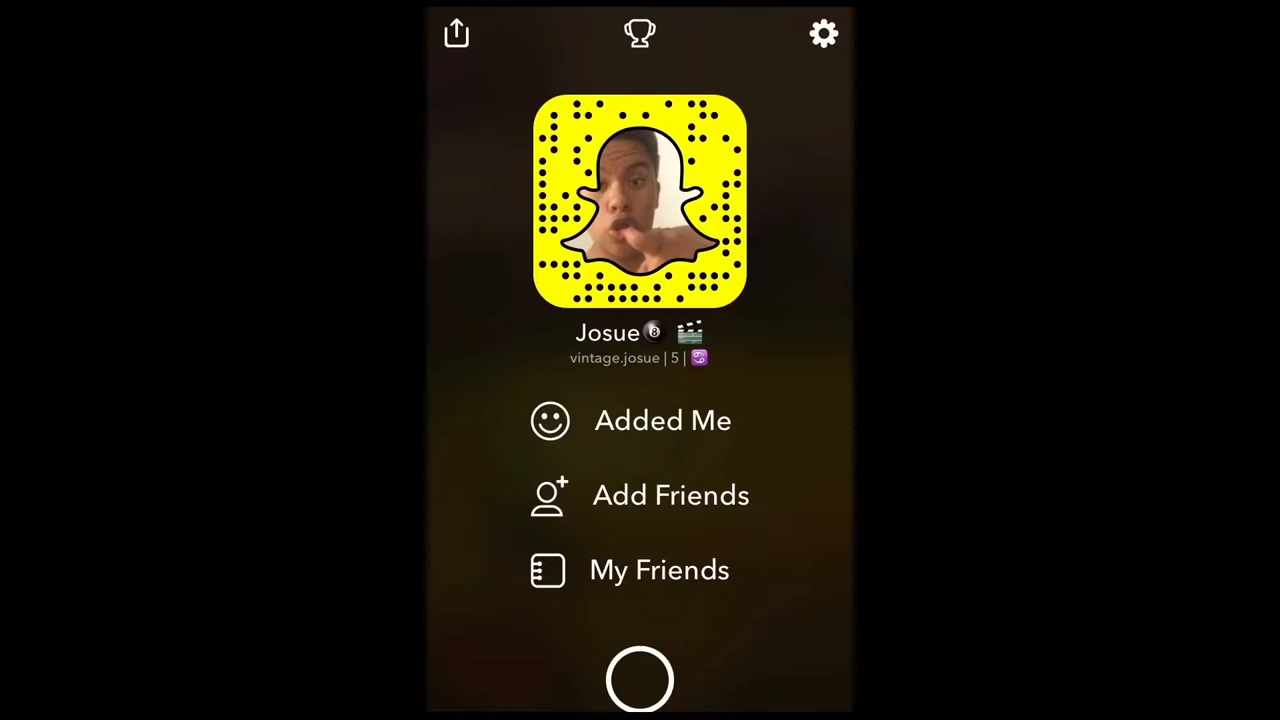 Josue🎱 🎬
vintage.josue | 5 | ♋
Added Me
Add Friends
My Friends